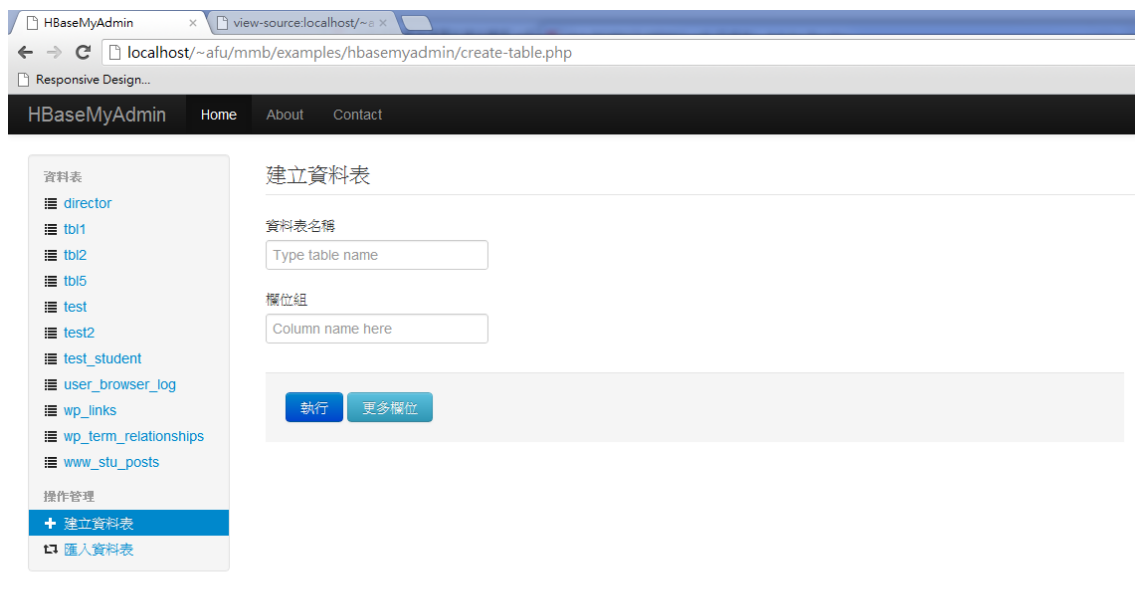 HBaseMyAdmin
view-source:localhost/~a
localhost/~afu/mmb/examples/hbasemyadmin/create-table.php
Responsive Design...
HBaseMyAdmin Home About Contact
資料表
director
tbl1
tbl2
tbl5
test
test2
test_student
user_browser_log
wp_links
wp_term_relationships
www_stu_posts
操作管理
建立資料表
匯入資料表
建立資料表
資料表名稱
Type table name
欄位組
Column name here
執行 更多欄位